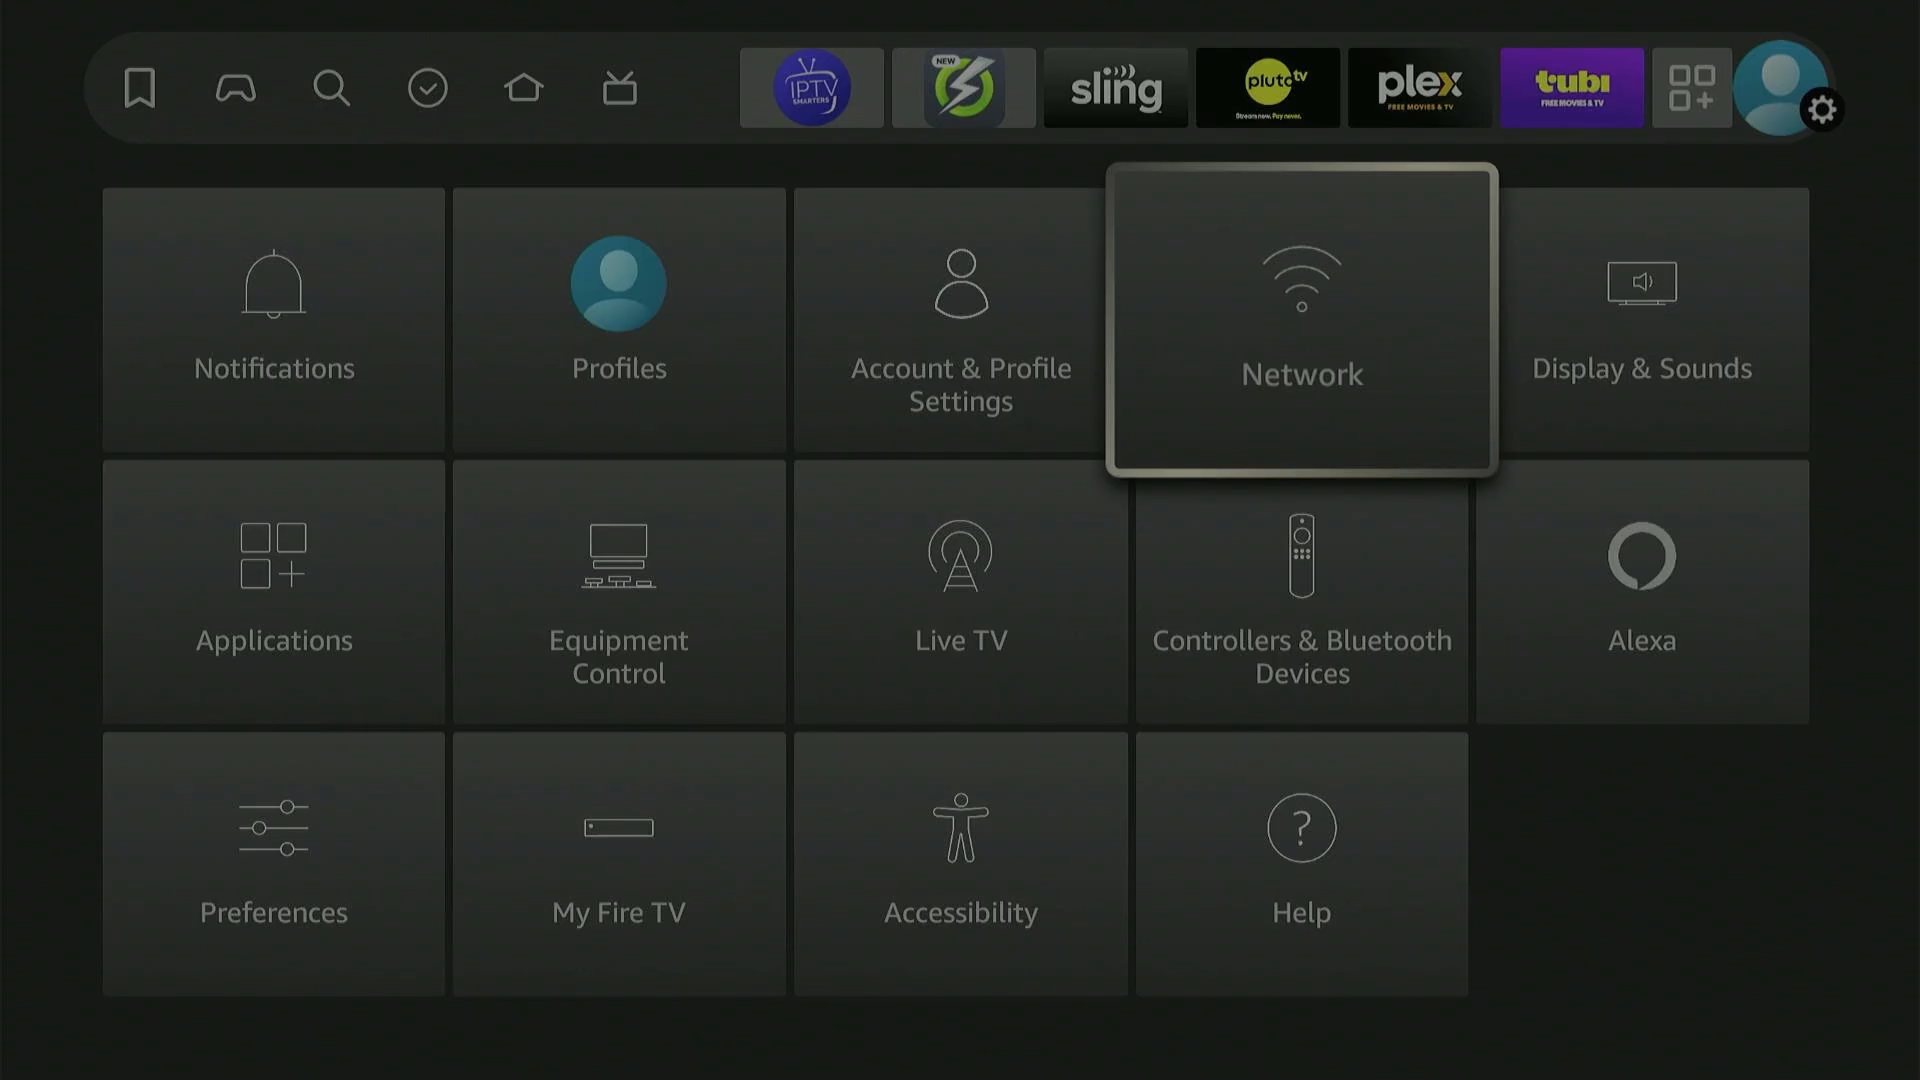 IPTV
SMARTERS
NEW
sling
pluto tv
Stream now. Pay never.
plex
FREE MOVIES & TV
tubi
FREE MOVIES & TV
Notifications
Profiles
Account & Profile
Settings
Network
Display & Sounds
Applications
Equipment
Control
Live TV
Controllers & Bluetooth
Devices
Alexa
Preferences
My Fire TV
Accessibility
?
Help